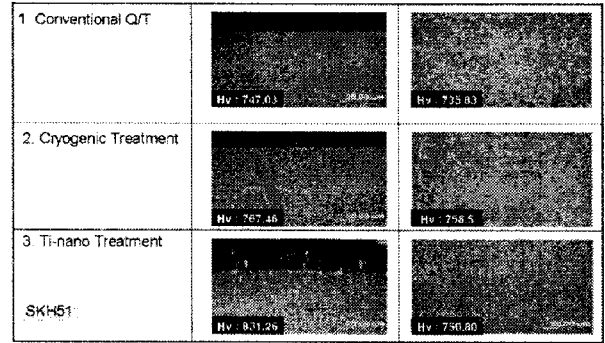 1 Conventional Q/T
Hv : 747.03
Hv : 735.83
2. Cryogenic Treatment
Hv : 767.46
Hv : 758.5
3. Ti-nano Treatment
SKH51
Hv : 831.26
Hv : 750.80